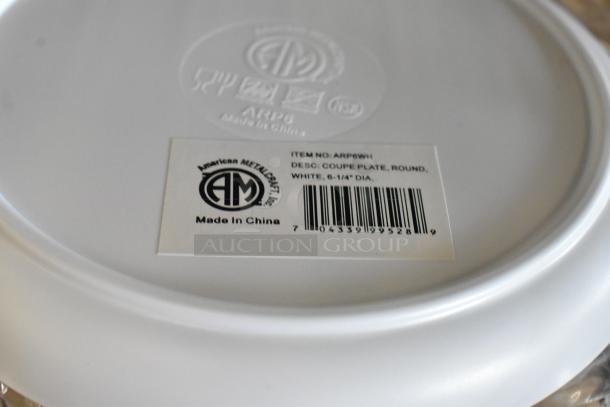 AM
NSF
ARP6
Made In China
American METALCRAFT, Inc
AM
Made In China
ITEM NO: ARP6WH
DESC: COUPE PLATE, ROUND,
WHITE, 6-1/4" DIA.
7 04339 99528 9
AUCTION GROUP